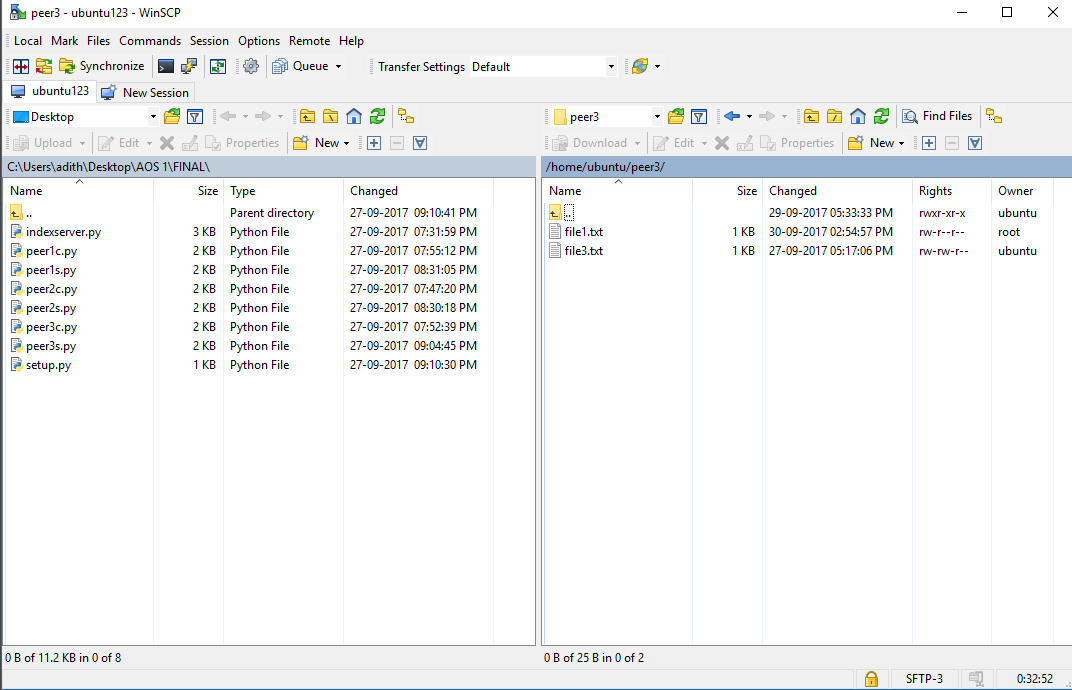 peer3 - ubuntu123 - WinSCP
Local Mark Files Commands Session Options Remote Help
Synchronize Queue Transfer Settings Default
ubuntu123 New Session
Desktop peer3 Find Files
Upload Edit Properties New Download Edit Properties New
C:\Users\adith\Desktop\AOS 1\FINAL\ /home/ubuntu/peer3/
Name Size Type Changed Name Size Changed Rights Owner
.. Parent directory 27-09-2017 09:10:41 PM .. 29-09-2017 05:33:33 PM rwxr-xr-x ubuntu
indexserver.py 3 KB Python File 27-09-2017 07:31:59 PM file1.txt 1 KB 30-09-2017 02:54:57 PM rw-r--r-- root
peer1c.py 2 KB Python File 27-09-2017 07:55:12 PM file3.txt 1 KB 27-09-2017 05:17:06 PM rw-rw-r-- ubuntu
peer1s.py 2 KB Python File 27-09-2017 08:31:05 PM
peer2c.py 2 KB Python File 27-09-2017 07:47:20 PM
peer2s.py 2 KB Python File 27-09-2017 08:30:18 PM
peer3c.py 2 KB Python File 27-09-2017 07:52:39 PM
peer3s.py 2 KB Python File 27-09-2017 09:04:45 PM
setup.py 1 KB Python File 27-09-2017 09:10:30 PM
0 B of 11.2 KB in 0 of 8 0 B of 25 B in 0 of 2
SFTP-3 0:32:52